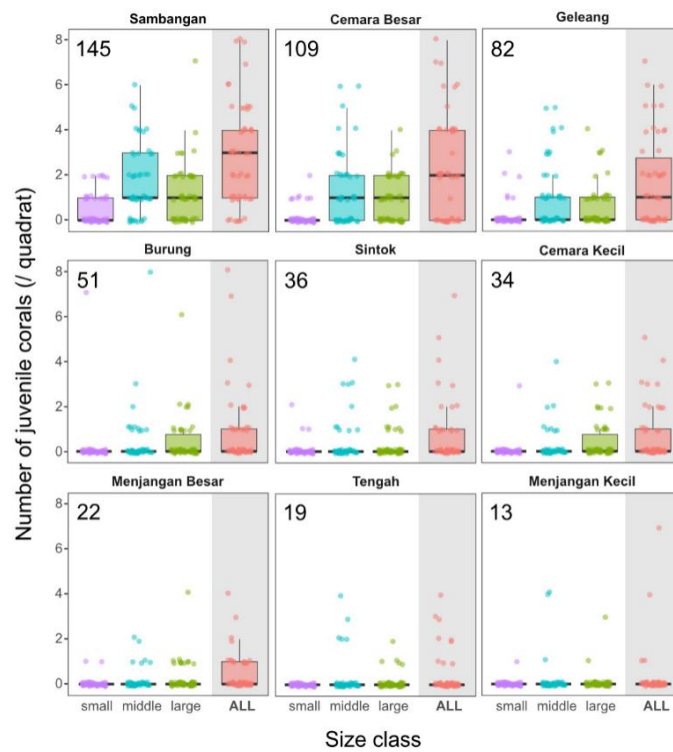 Sambangan
Cemara Besar
Geleang
8
6
4
2
0
145
109
82
Burung
Sintok
Cemara Kecil
8
6
4
2
0
51
36
34
Menjangan Besar
Tengah
Menjangan Kecil
8
6
4
2
0
22
19
13
small middle large ALL
small middle large ALL
small middle large ALL
Number of juvenile corals (/ quadrat)
Size class